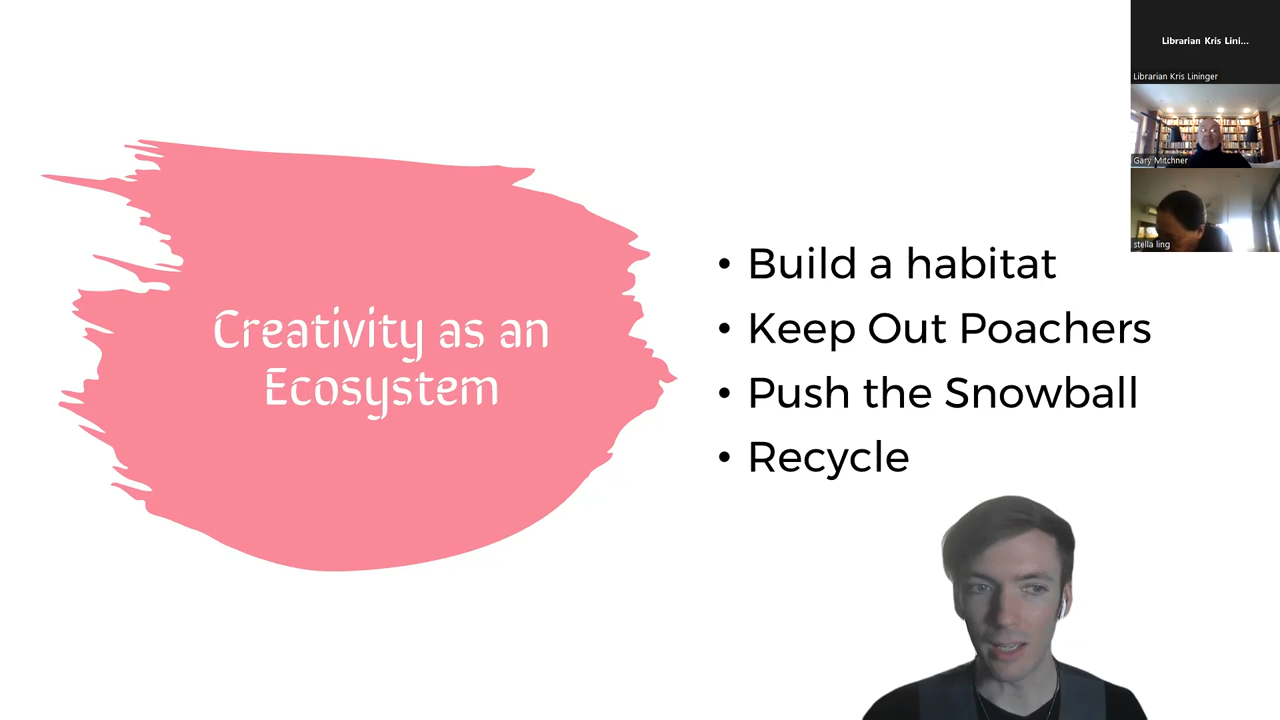 Librarian Kris Lini...
Librarian Kris Lininger
Gary Mitchner
stella ling
Creativity as an
Ecosystem
• Build a habitat
• Keep Out Poachers
• Push the Snowball
• Recycle